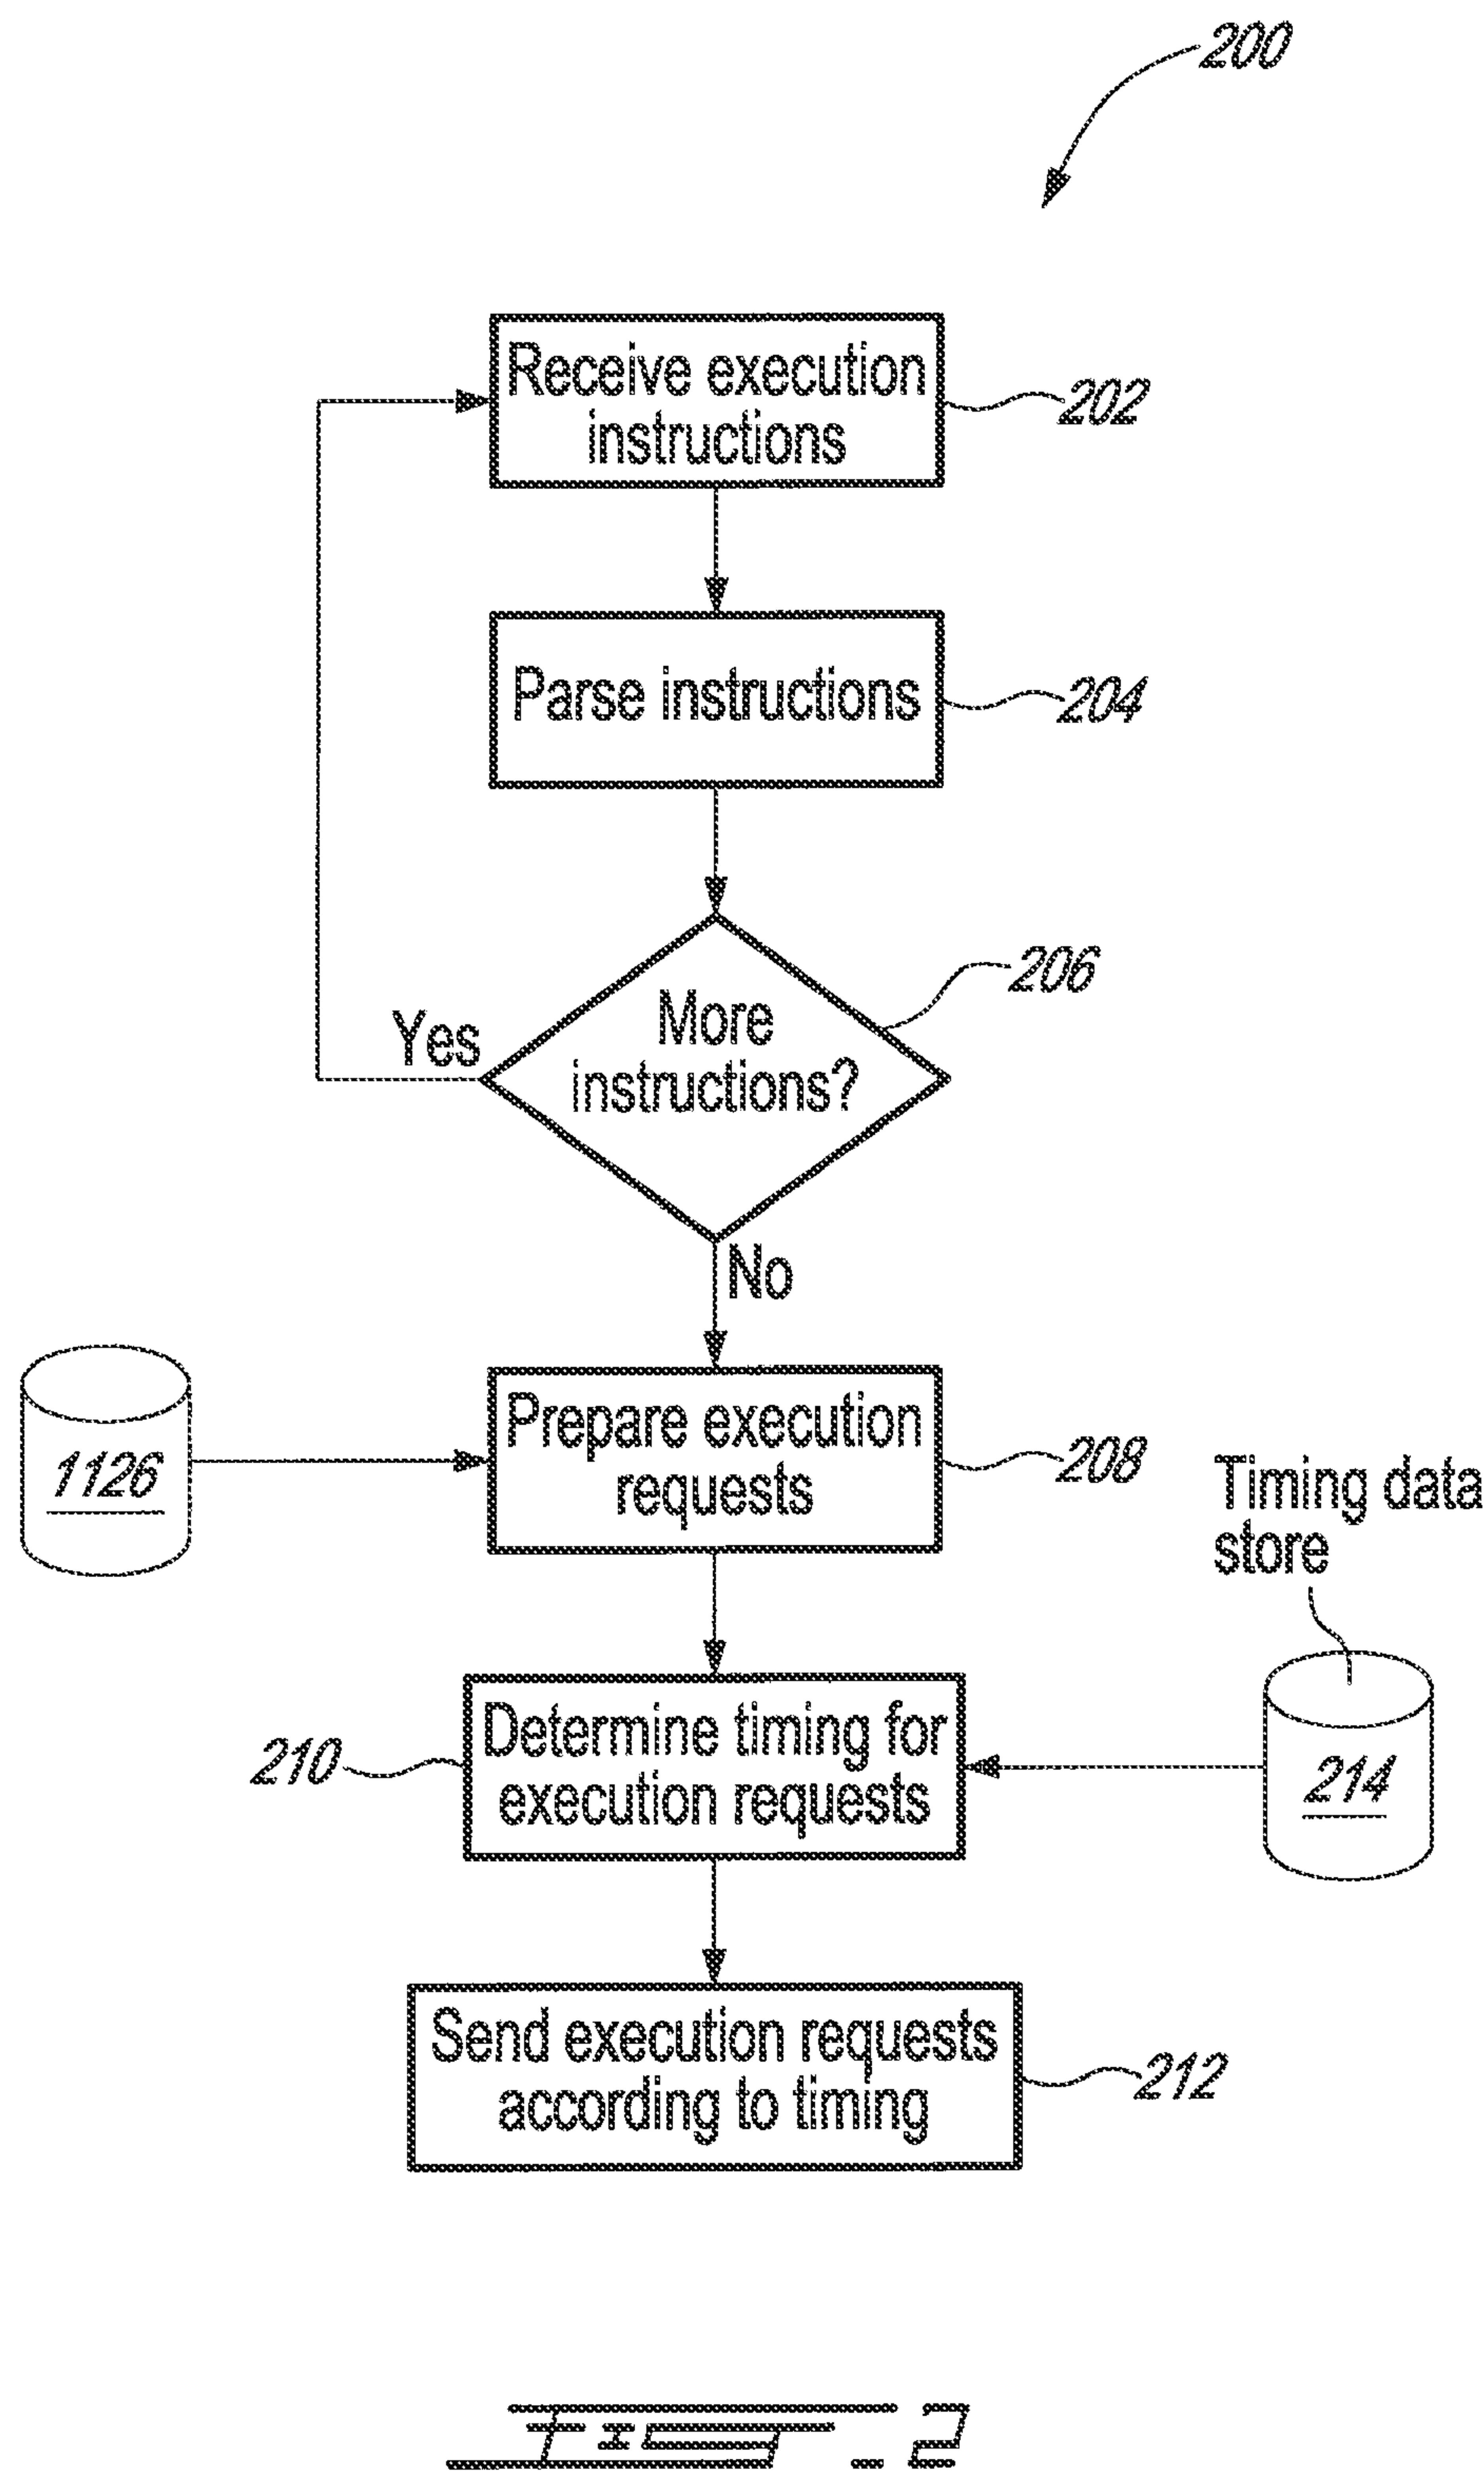 200
Receive execution
instructions
202
Parse instructions
204
206
More
instructions?
Yes
No
1126
Prepare execution
requests
208
Timing data
store
210
Determine timing for
execution requests
214
Send execution requests
according to timing
212
FIG. 2